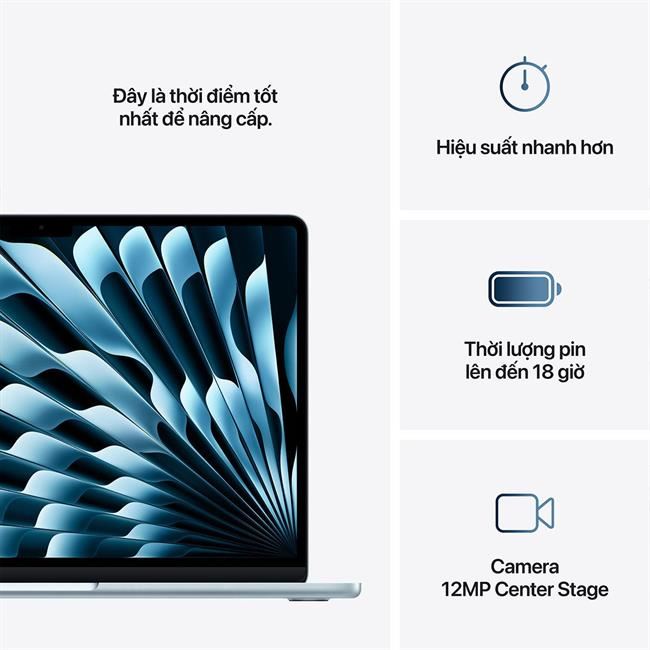 Đây là thời điểm tốt
nhất để nâng cấp.
Hiệu suất nhanh hơn
Thời lượng pin
lên đến 18 giờ
Camera
12MP Center Stage